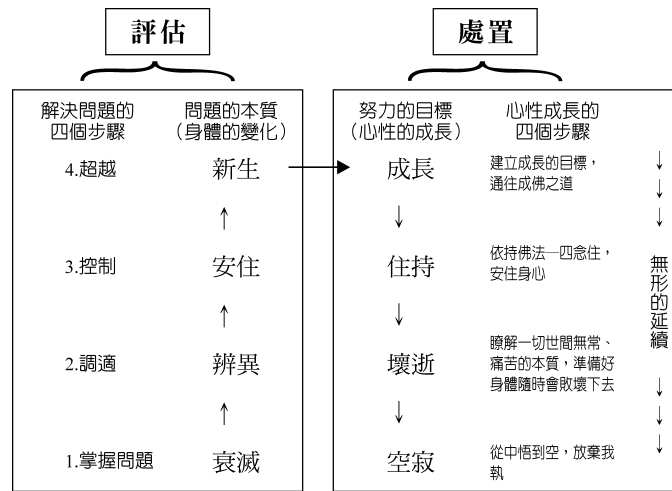 評估
處置
解決問題的
四個步驟
問題的本質
（身體的變化）
4.超越
新生
3.控制
安住
2.調適
辨異
1.掌握問題
衰滅
努力的目標
（心性的成長）
心性成長的
四個步驟
成長
建立成長的目標，
通往成佛之道
住持
依持佛法─四念住，
安住身心
壞逝
瞭解一切世間無常、
痛苦的本質，準備好
身體隨時會敗壞下去
空寂
從中悟到空，放棄我
執
無形的延續